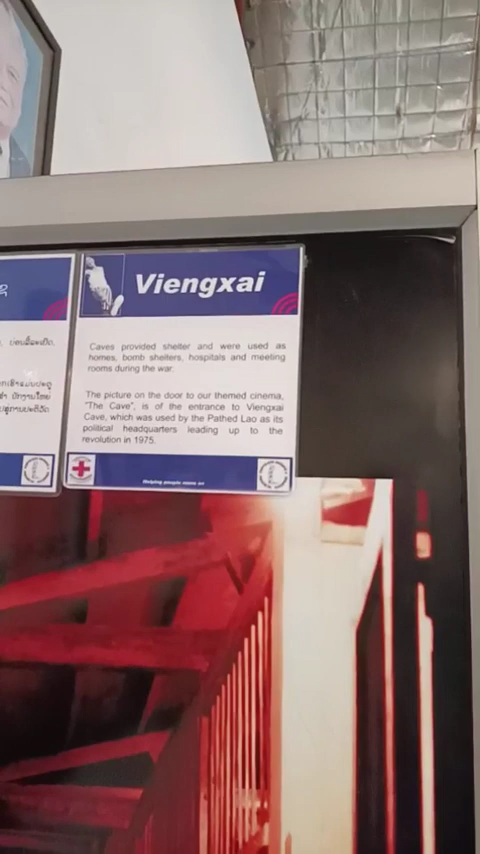 Viengxai
Caves provided shelter and were used as
homes, bomb shelters, hospitals and meeting
rooms during the war.
The picture on the door to our themed cinema,
"The Cave", is of the entrance to Viengxai
Cave, which was used by the Pathed Lao as its
political headquarters leading up to the
revolution in 1975.
Helping people move on